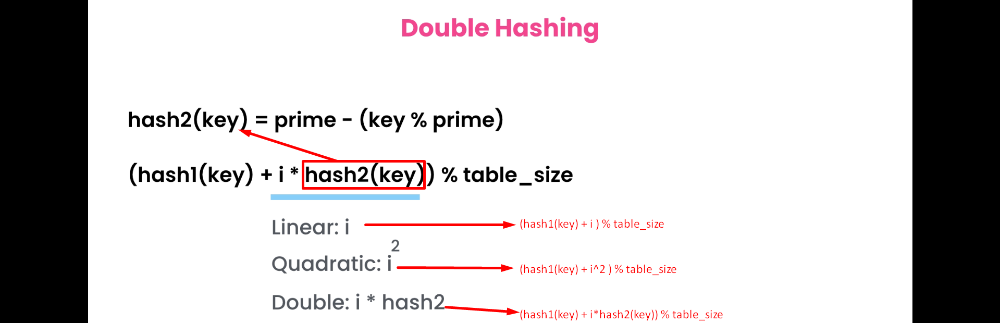 Double Hashing
hash2(key) = prime - (key % prime)
(hash1(key) + i * hash2(key)) % table_size
Linear: i
(hash1(key) + i ) % table_size
Quadratic: i²
(hash1(key) + i^2 ) % table_size
Double: i * hash2
(hash1(key) + i*hash2(key)) % table_size